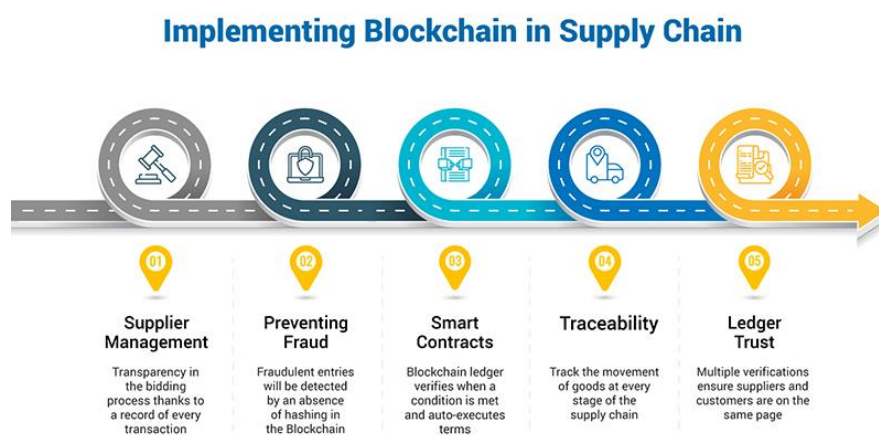 Implementing Blockchain in Supply Chain
01
Supplier
Management
Transparency in
the bidding
process thanks to
a record of every
transaction
02
Preventing
Fraud
Fraudulent entries
will be detected
by an absence
of hashing in
the Blockchain
03
Smart
Contracts
Blockchain ledger
verifies when a
condition is met
and auto-executes
terms
04
Traceability
Track the movement
of goods at every
stage of the
supply chain
05
Ledger
Trust
Multiple verifications
ensure suppliers and
customers are on the
same page